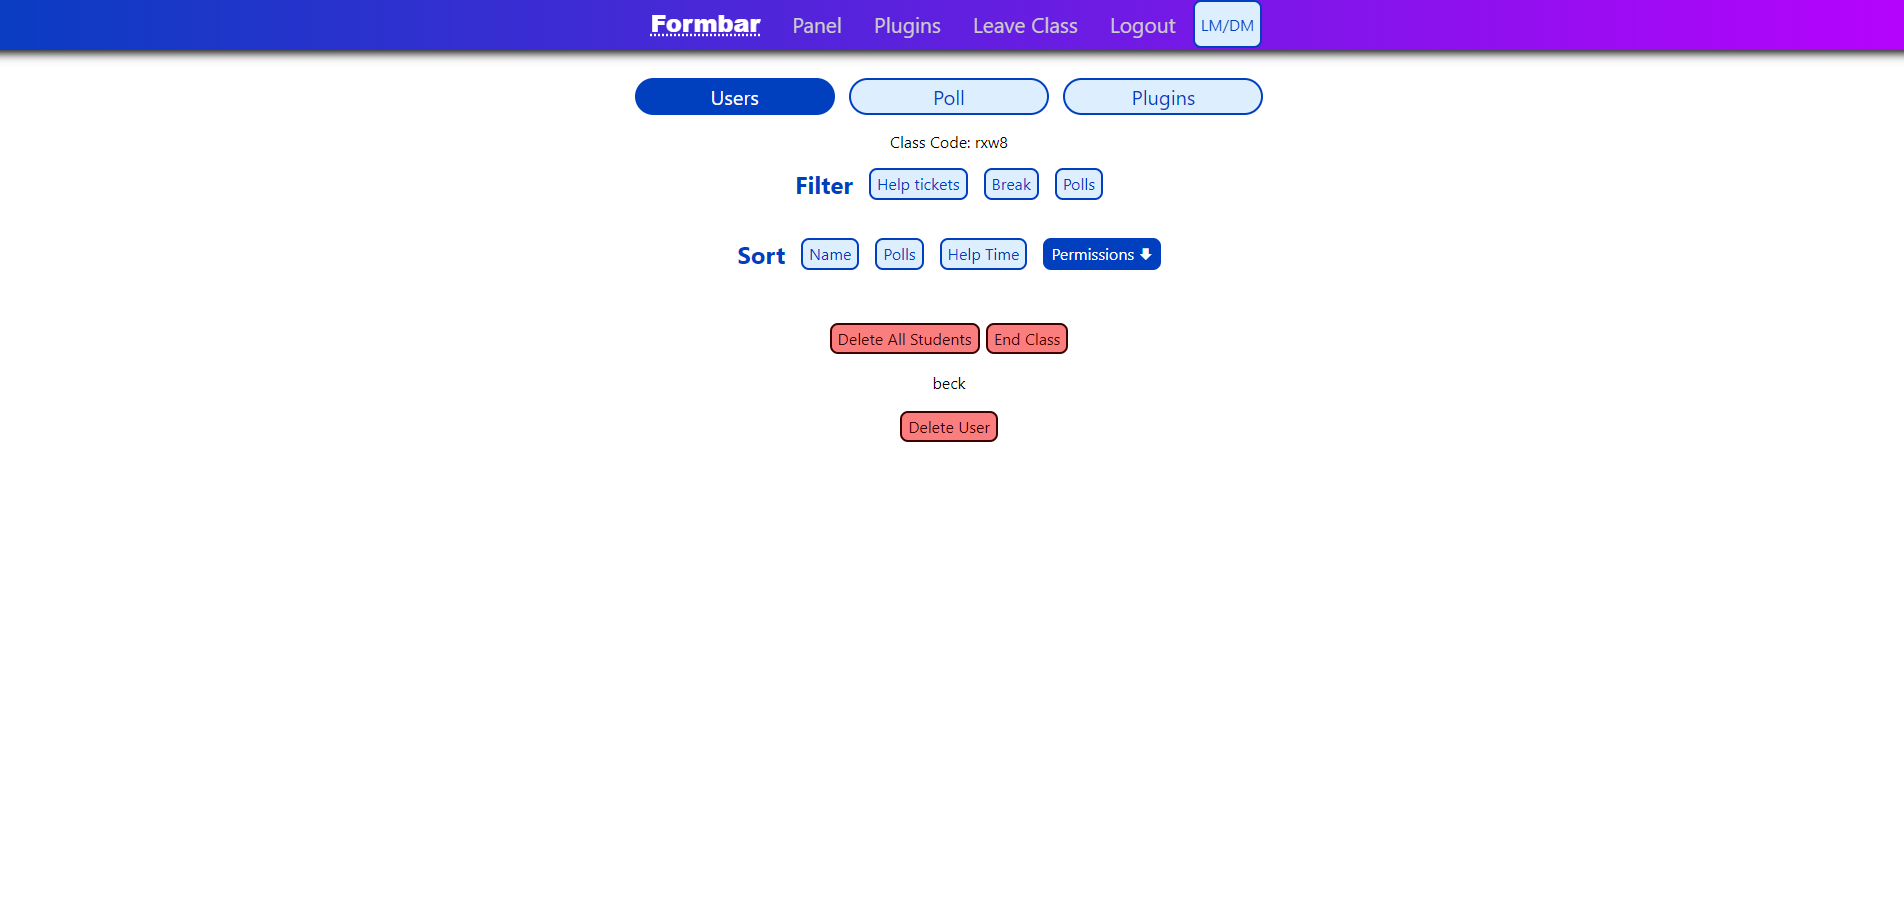 Formbar Panel Plugins Leave Class Logout LM/DM
Users Poll Plugins
Class Code: rxw8
Filter Help tickets Break Polls
Sort Name Polls Help Time Permissions 🡇
Delete All Students End Class
beck
Delete User